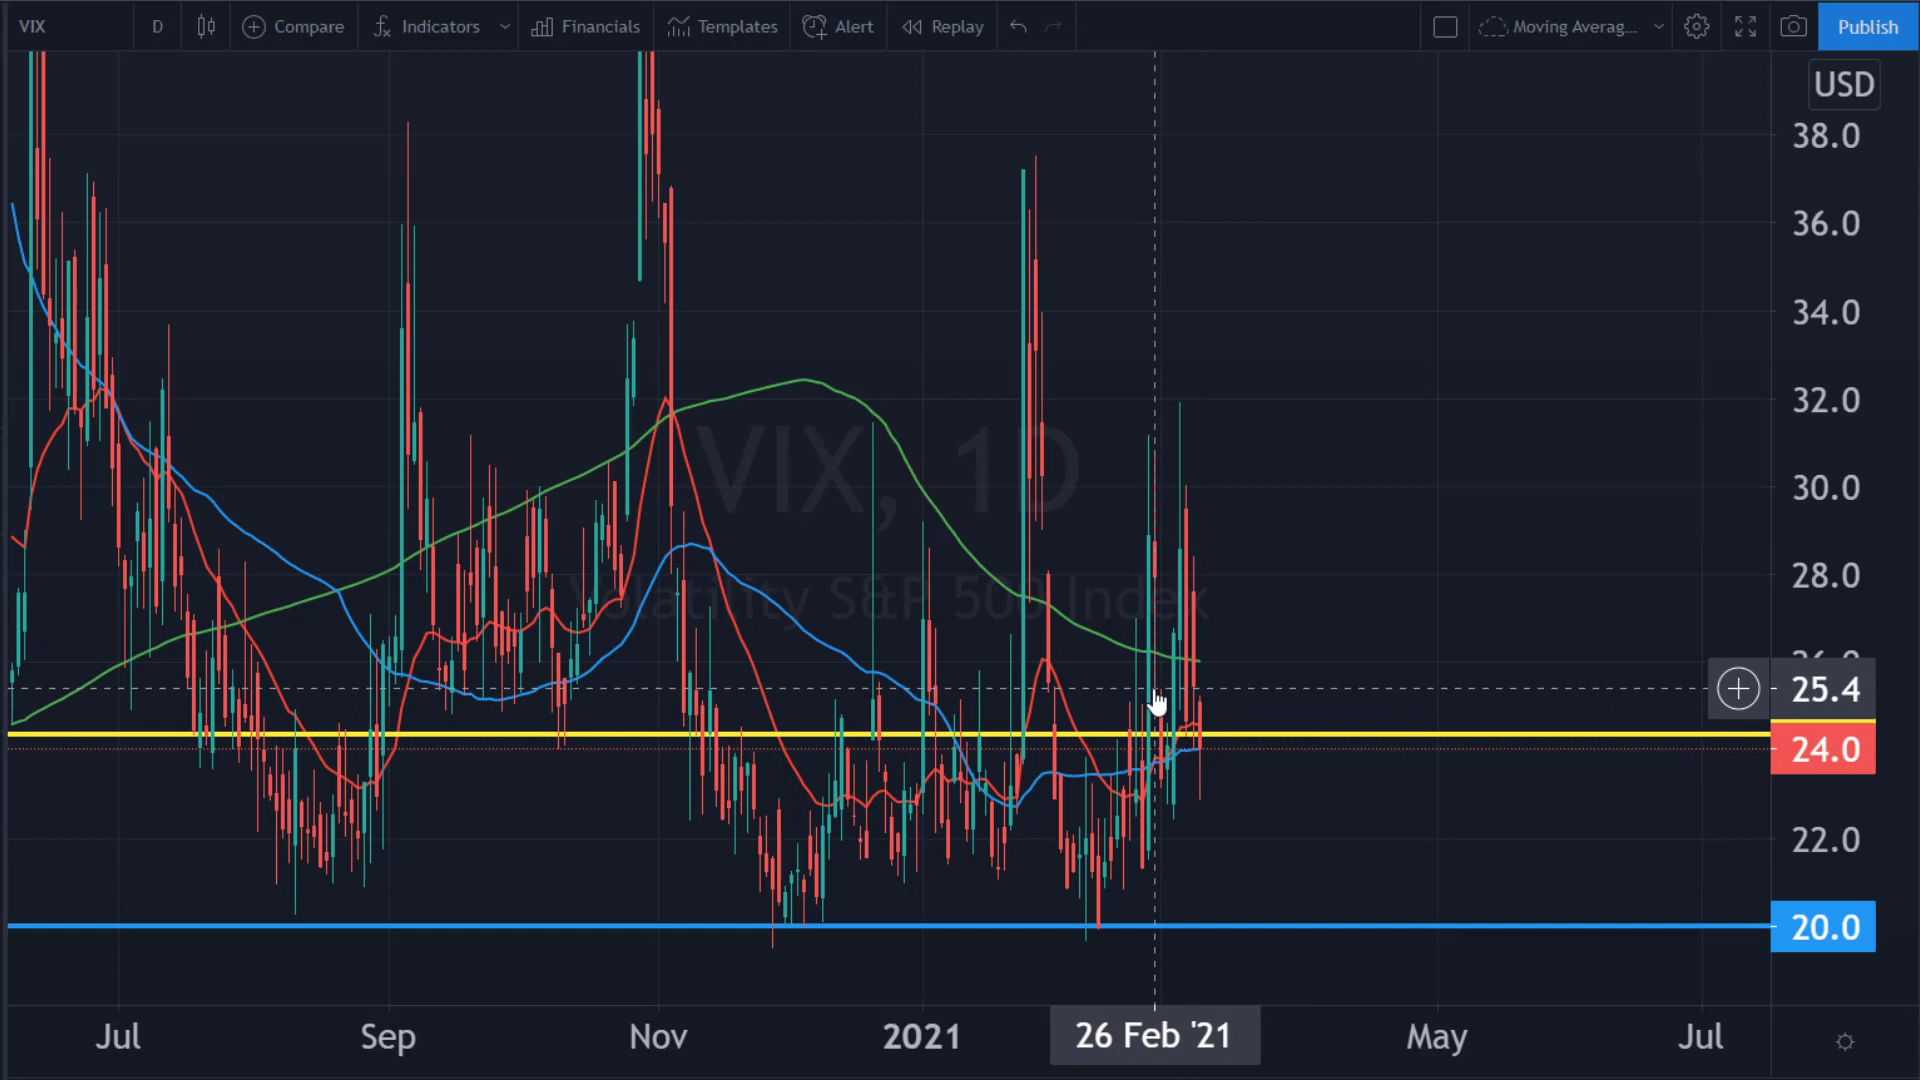 VIX D Compare Indicators Financials Templates Alert Replay Moving Averag... Publish
USD
38.0
36.0
34.0
32.0
VIX, 1D
30.0
28.0
Volatility S&P 500 Index
26.0
25.4
24.0
22.0
20.0
Jul Sep Nov 2021 26 Feb '21 May Jul